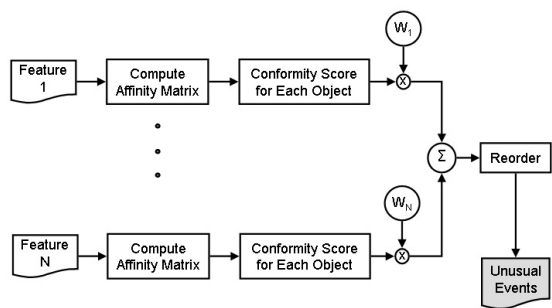 W1
Feature
1
Compute
Affinity Matrix
Conformity Score
for Each Object
x
Σ
Reorder
WN
Feature
N
Compute
Affinity Matrix
Conformity Score
for Each Object
x
Unusual
Events